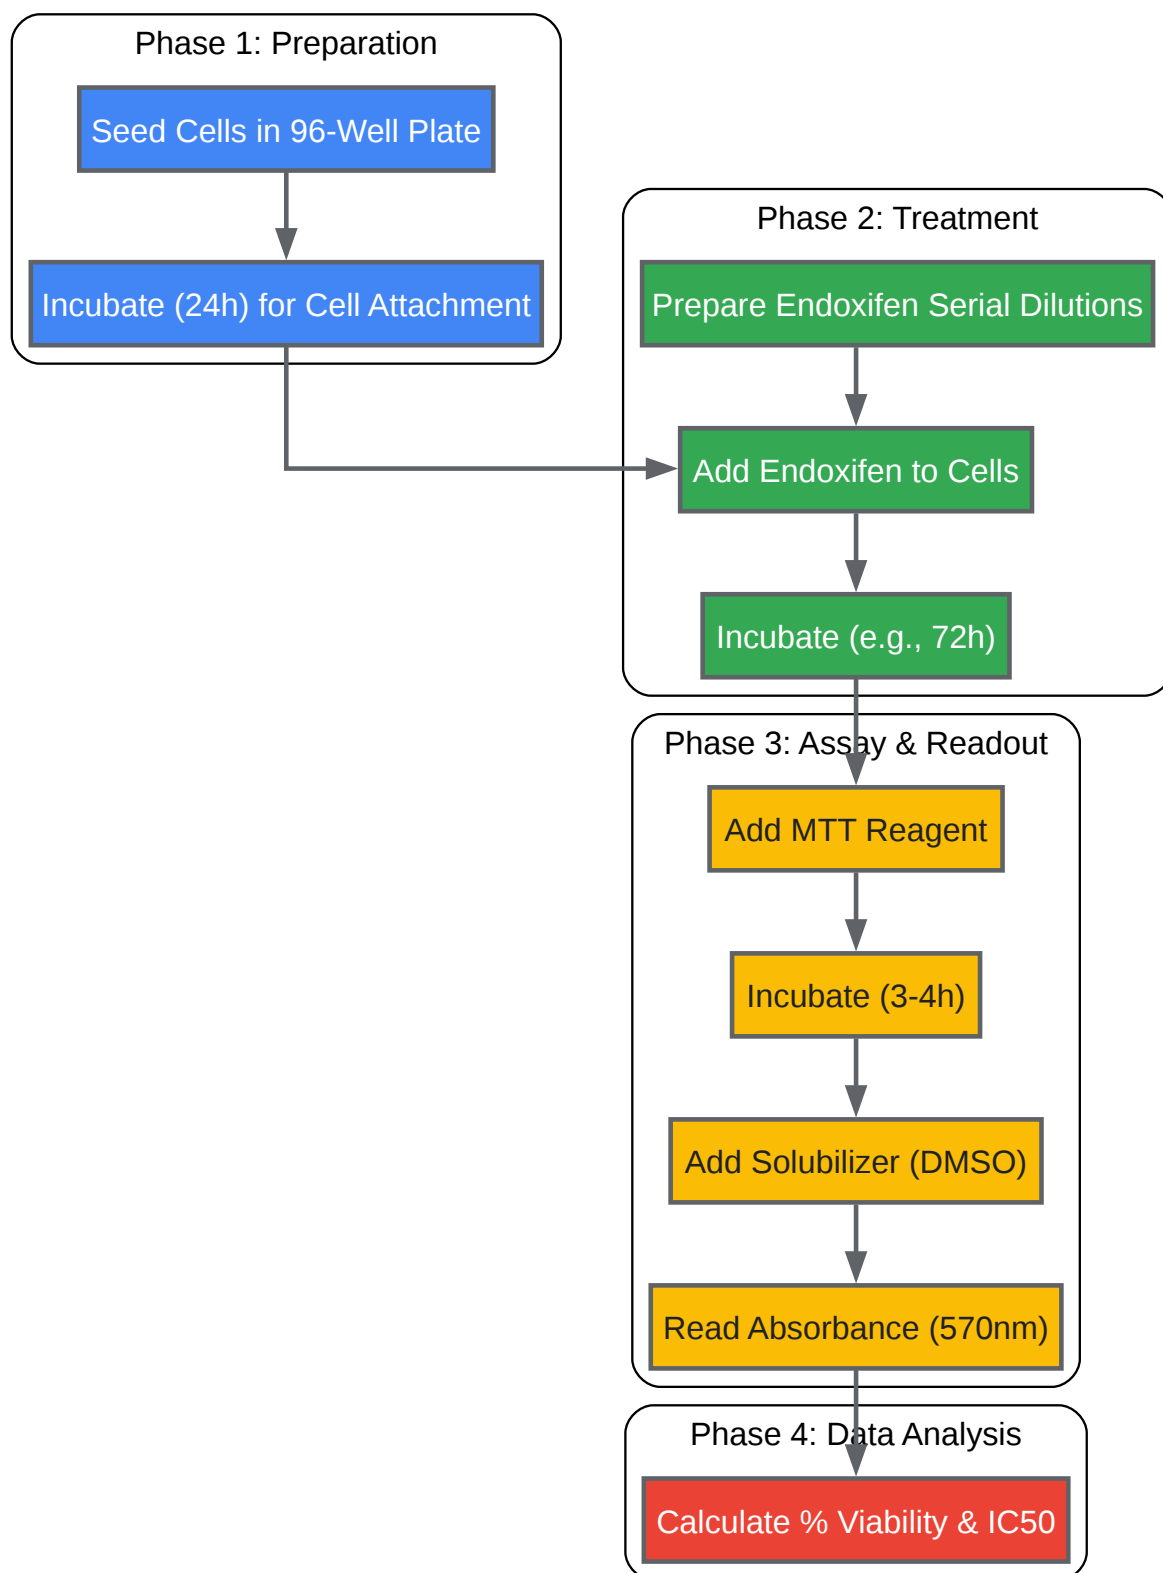 Phase 1: Preparation
Seed Cells in 96-Well Plate
Incubate (24h) for Cell Attachment
Phase 2: Treatment
Prepare Endoxifen Serial Dilutions
Add Endoxifen to Cells
Incubate (e.g., 72h)
Phase 3: Assay & Readout
Add MTT Reagent
Incubate (3-4h)
Add Solubilizer (DMSO)
Read Absorbance (570nm)
Phase 4: Data Analysis
Calculate % Viability & IC50